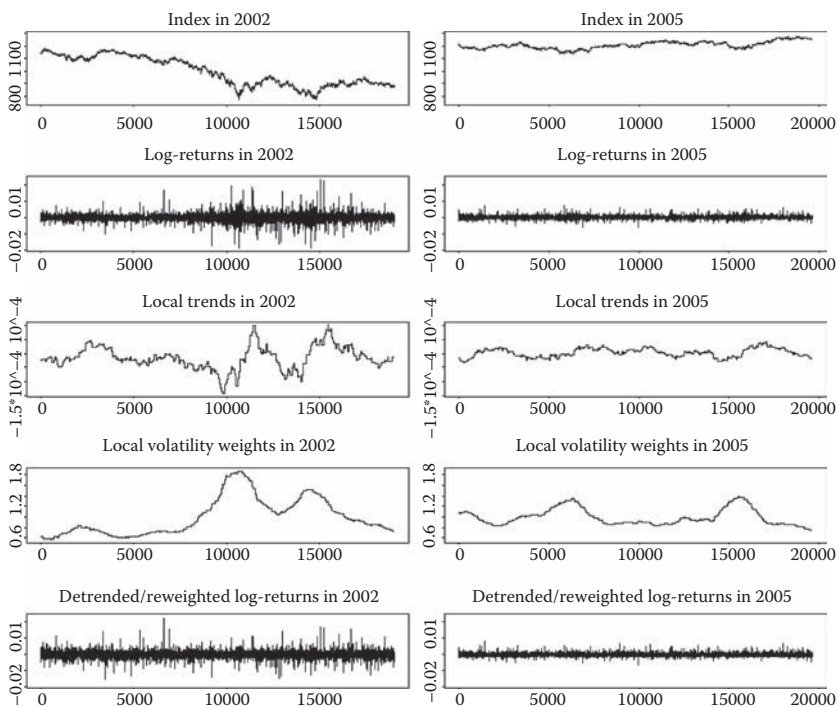 Index in 2002
800 1100
0 5000 10000 15000
Index in 2005
800 1100
0 5000 10000 15000 20000
Log-returns in 2002
−0.02 0.01
0 5000 10000 15000
Log-returns in 2005
−0.02 0.01
0 5000 10000 15000 20000
Local trends in 2002
−1.5*10^−4 10^−4
0 5000 10000 15000
Local trends in 2005
−1.5*10^−4 10^−4
0 5000 10000 15000 20000
Local volatility weights in 2002
0.6 1.2 1.8
0 5000 10000 15000
Local volatility weights in 2005
0.6 1.2 1.8
0 5000 10000 15000 20000
Detrended/reweighted log-returns in 2002
−0.02 0.01
0 5000 10000 15000
Detrended/reweighted log-returns in 2005
−0.02 0.01
0 5000 10000 15000 20000